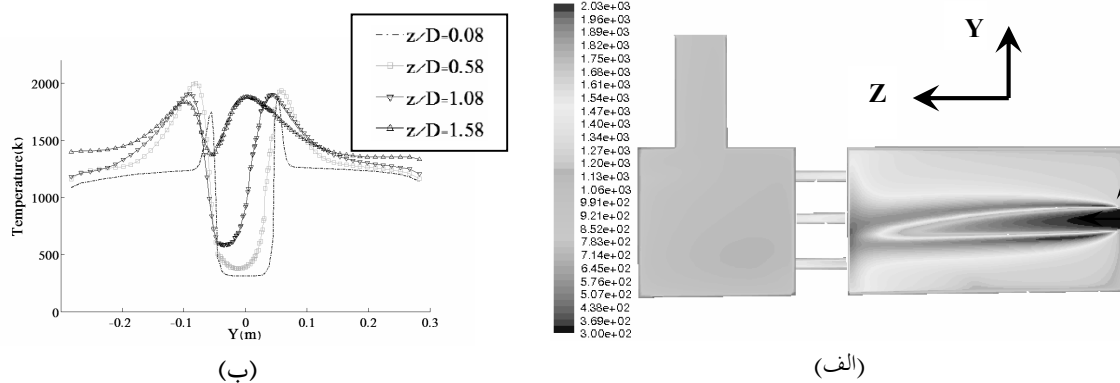 z/D=0.08
z/D=0.58
z/D=1.08
z/D=1.58
2000
1500
1000
500
0
Temperature(k)
-0.2
-0.1
0
0.1
0.2
0.3
Y(m)
(ب)
2.03e+03
1.96e+03
1.89e+03
1.82e+03
1.75e+03
1.68e+03
1.61e+03
1.54e+03
1.47e+03
1.40e+03
1.34e+03
1.27e+03
1.20e+03
1.13e+03
1.06e+03
9.91e+02
9.21e+02
8.52e+02
7.83e+02
7.14e+02
6.45e+02
5.76e+02
5.07e+02
4.38e+02
3.69e+02
3.00e+02
Y
Z
(الف)